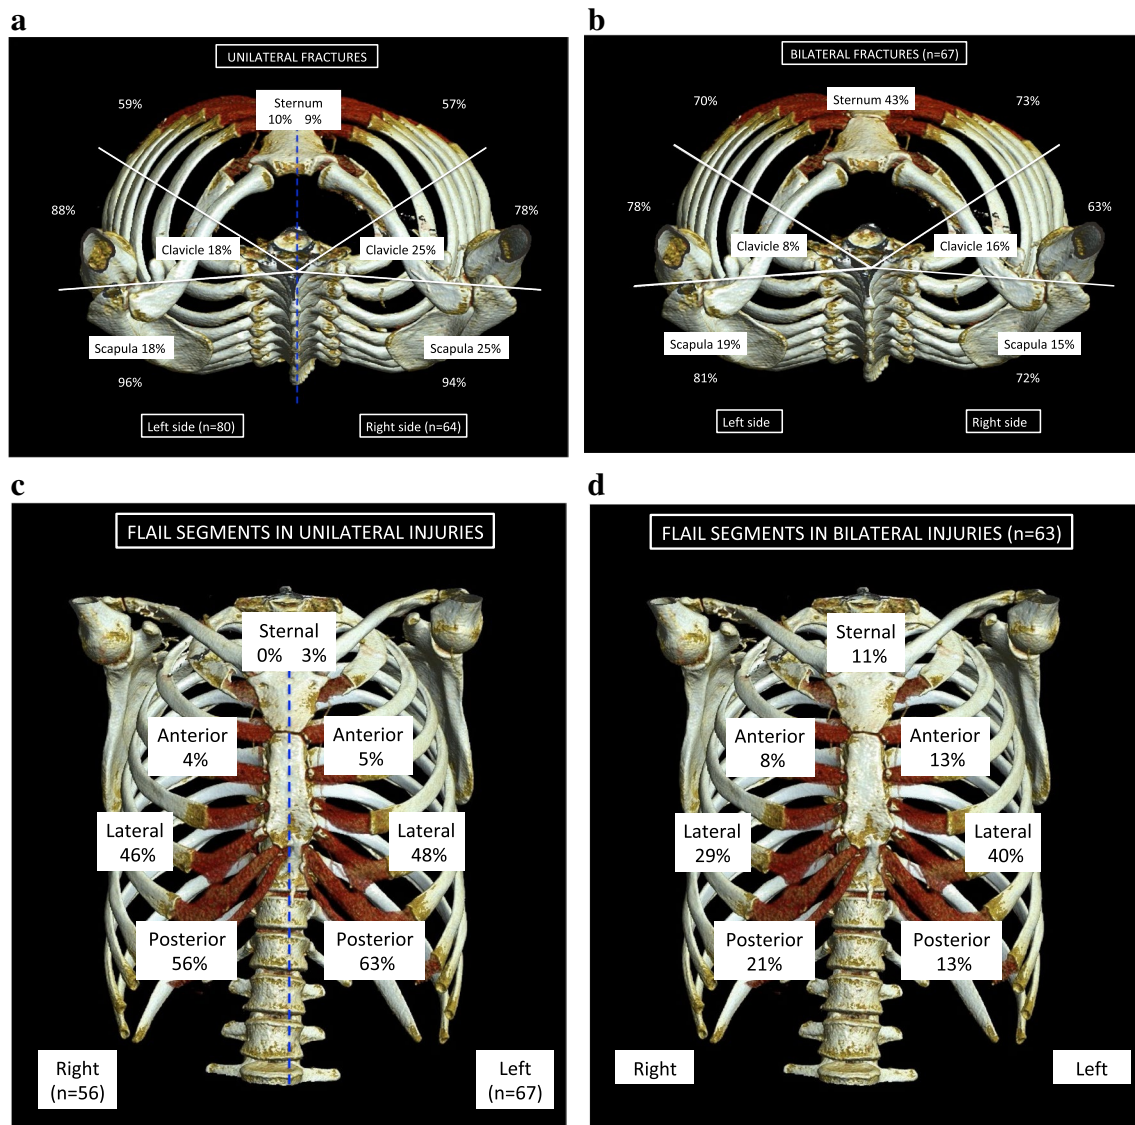 a
UNILATERAL FRACTURES
59%
Sternum
10% 9%
57%
88%
78%
Clavicle 18%
Clavicle 25%
Scapula 18%
Scapula 25%
96%
94%
Left side (n=80)
Right side (n=64)
b
BILATERAL FRACTURES (n=67)
70%
Sternum 43%
73%
78%
63%
Clavicle 8%
Clavicle 16%
Scapula 19%
Scapula 15%
81%
72%
Left side
Right side
c
FLAIL SEGMENTS IN UNILATERAL INJURIES
Sternal
0% 3%
Anterior
4%
Anterior
5%
Lateral
46%
Lateral
48%
Posterior
56%
Posterior
63%
Right
(n=56)
Left
(n=67)
d
FLAIL SEGMENTS IN BILATERAL INJURIES (n=63)
Sternal
11%
Anterior
8%
Anterior
13%
Lateral
29%
Lateral
40%
Posterior
21%
Posterior
13%
Right
Left